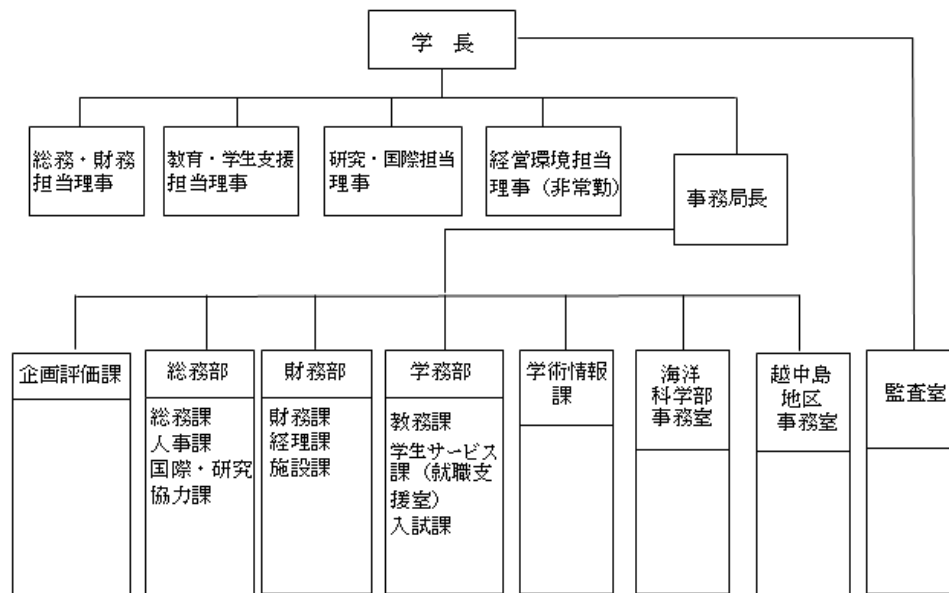 学 長
総務・財務
担当理事
教育・学生支援
担当理事
研究・国際担当
理事
経営環境担当
理事（非常勤）
事務局長
企画評価課
総務部
総務課
人事課
国際・研究
協力課
財務部
財務課
経理課
施設課
学務部
教務課
学生サービス
課（就職支
援室）
入試課
学術情報
課
海洋
科学部
事務室
越中島
地区
事務室
監査室